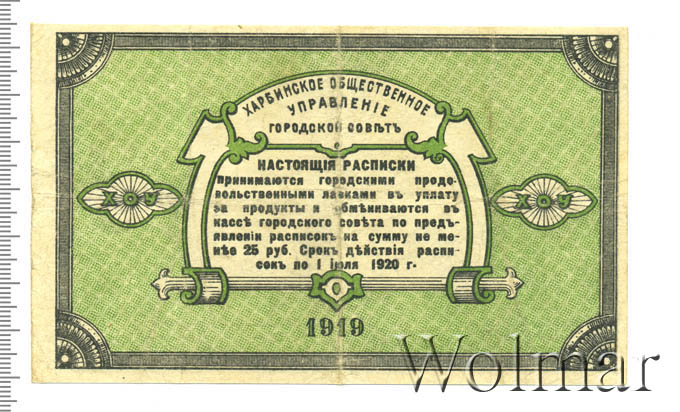 ХАРБИНСКОЕ ОБЩЕСТВЕННОЕ
УПРАВЛЕНІЕ
ГОРОДСКОЙ СОВѢТЪ
НАСТОЯЩІЯ РАСПИСКИ
принимаются городскими продо-
вольственными лавками въ уплату
за продукты и обмѣниваются въ
кассѣ городского совѣта по предъ-
явленіи расписокъ на сумму не ме-
нѣе 25 руб. Срокъ дѣйствія распи-
сокъ по 1 Іюля 1920 г.
ХОУ
ХОУ
1919
Wolmar